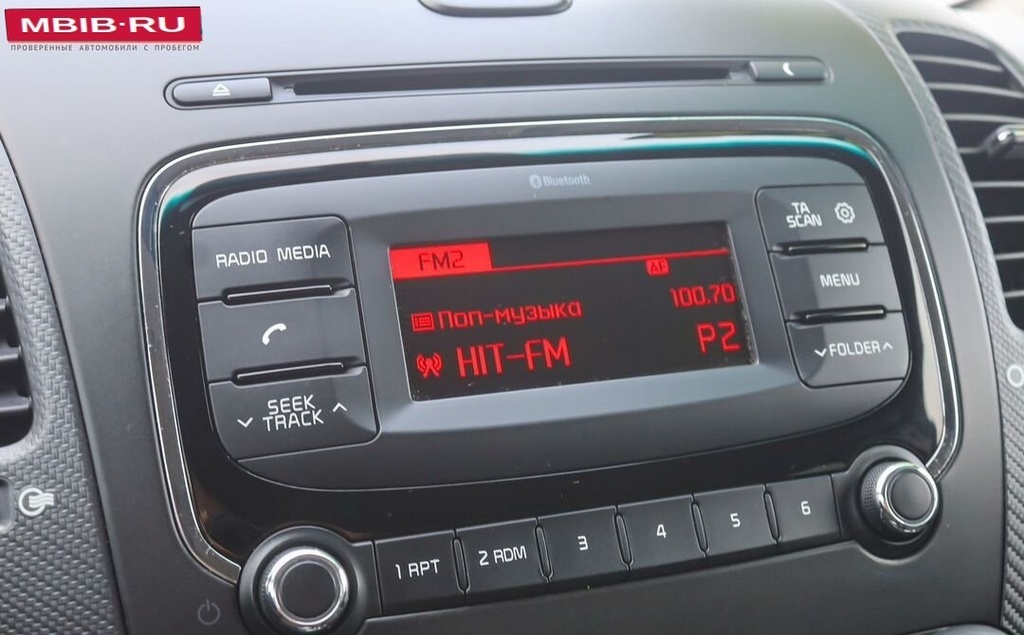 MBIB·RU
ПРОВЕРЕННЫЕ АВТОМОБИЛИ С ПРОБЕГОМ
Bluetooth
RADIO MEDIA
SEEK
TRACK
FM2
AF
Поп-музыка 100.70
HIT-FM P2
TA
SCAN
MENU
FOLDER
1 RPT
2 RDM
3
4
5
6